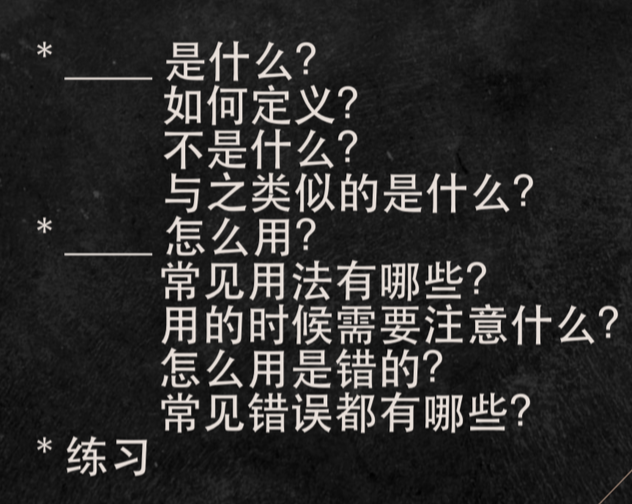 * ____ 是什么?
如何定义?
不是什么?
与之类似的是什么?
* ____ 怎么用?
常见用法有哪些?
用的时候需要注意什么?
怎么用是错的?
常见错误都有哪些?
* 练习